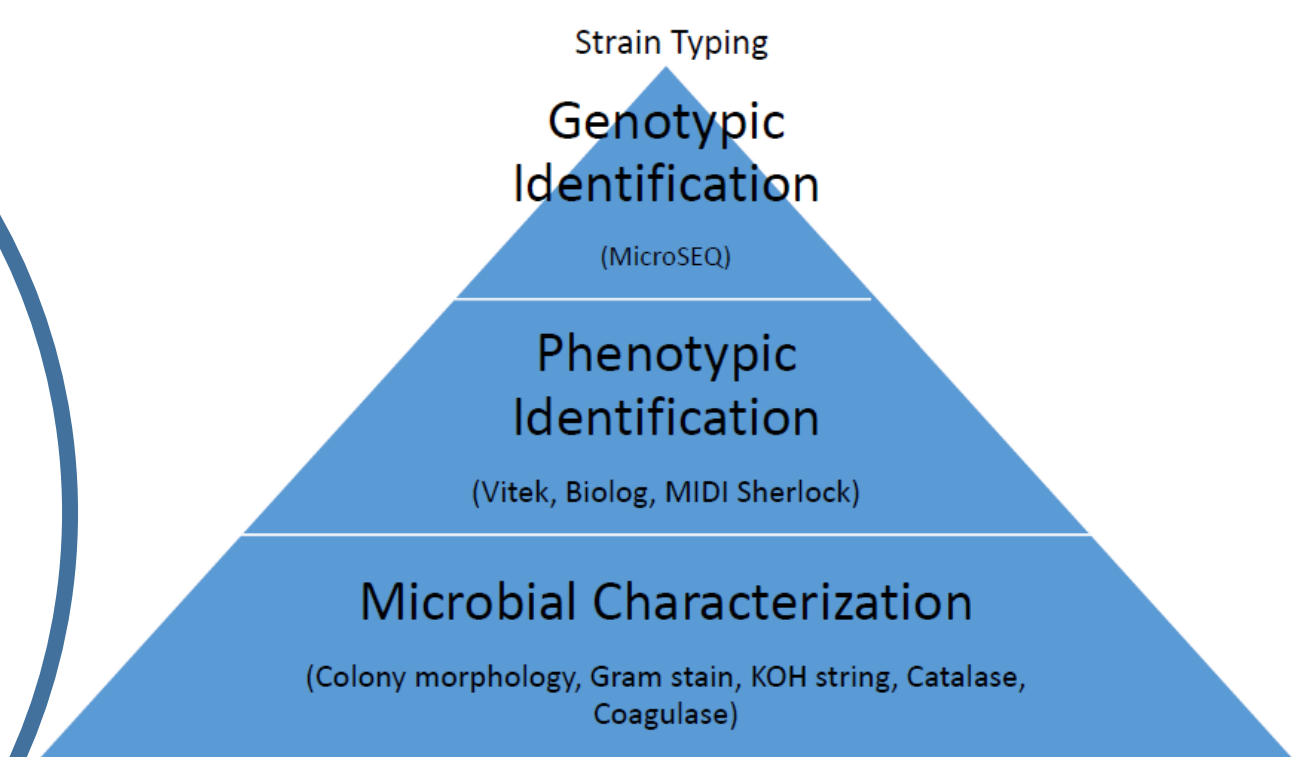 Strain Typing
Genotypic
Identification
(MicroSEQ)
Phenotypic
Identification
(Vitek, Biolog, MIDI Sherlock)
Microbial Characterization
(Colony morphology, Gram stain, KOH string, Catalase,
Coagulase)